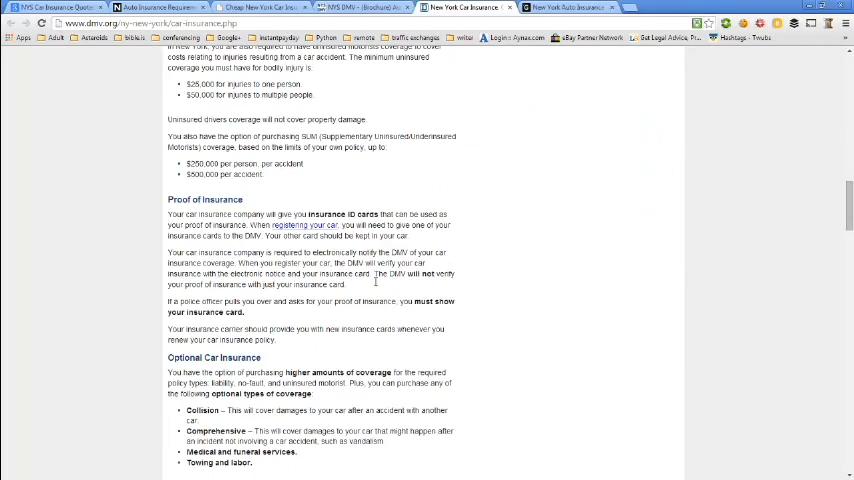 NYS Car Insurance Quotes
Auto Insurance Requiremen
Cheap New York Car Insu
NYS DMV - (Brochure) Au
New York Car Insurance: (
New York Auto Insurance
www.dmv.org/ny-new-york/car-insurance.php
Apps
Adult
Asteroids
bible.is
conferencing
Google+
instantpayday
Python
remote
traffic exchanges
writer
Login :: Aynax.com
eBay Partner Network
Get Legal Advice, Pre
Hashtags - Twubs
In New York, you are also required to have uninsured motorists coverage to cover
costs relating to injuries resulting from a car accident. The minimum uninsured
coverage you must have for bodily injury is:
• $25,000 for injuries to one person.
• $50,000 for injuries to multiple people.
Uninsured drivers coverage will not cover property damage.
You also have the option of purchasing SUM (Supplementary Uninsured/Underinsured
Motorists) coverage, based on the limits of your own policy, up to:
• $250,000 per person, per accident
• $500,000 per accident.
Proof of Insurance
Your car insurance company will give you insurance ID cards that can be used as
your proof of insurance. When registering your car, you will need to give one of your
insurance cards to the DMV. Your other card should be kept in your car.
Your car insurance company is required to electronically notify the DMV of your car
insurance coverage. When you register your car, the DMV will verify your car
insurance with the electronic notice and your insurance card. The DMV will not verify
your proof of insurance with just your insurance card.
If a police officer pulls you over and asks for your proof of insurance, you must show
your insurance card.
Your insurance carrier should provide you with new insurance cards whenever you
renew your car insurance policy.
Optional Car Insurance
You have the option of purchasing higher amounts of coverage for the required
policy types: liability, no-fault, and uninsured motorist. Plus, you can purchase any of
the following optional types of coverage:
• Collision – This will cover damages to your car after an accident with another
car.
• Comprehensive – This will cover damages to your car that might happen after
an incident not involving a car accident, such as vandalism
• Medical and funeral services.
• Towing and labor.